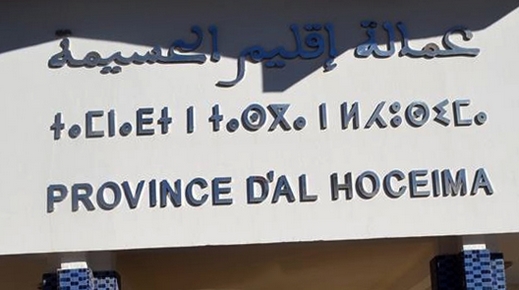 عمالة إقليم الحسيمة
ⵜⴰⵎⵏⴰⴹⵜ ⵏ ⵜⴰⵙⴳⴰ ⵏ ⵍⵃⵓⵙⵉⵎⴰ
PROVINCE D'AL HOCEIMA